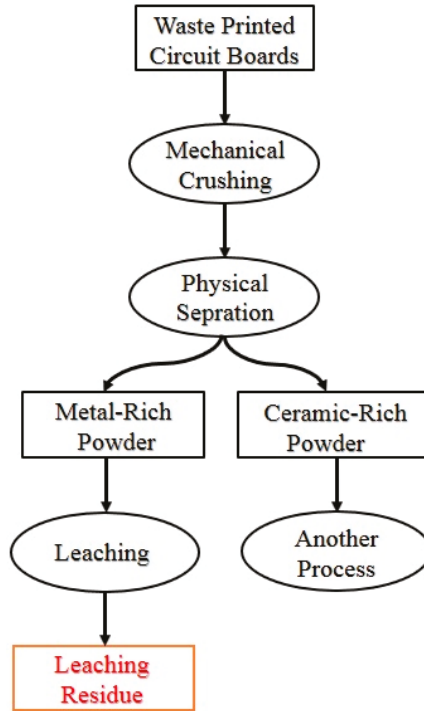 Waste Printed
Circuit Boards
Mechanical
Crushing
Physical
Sepration
Metal-Rich
Powder
Ceramic-Rich
Powder
Leaching
Another
Process
Leaching
Residue